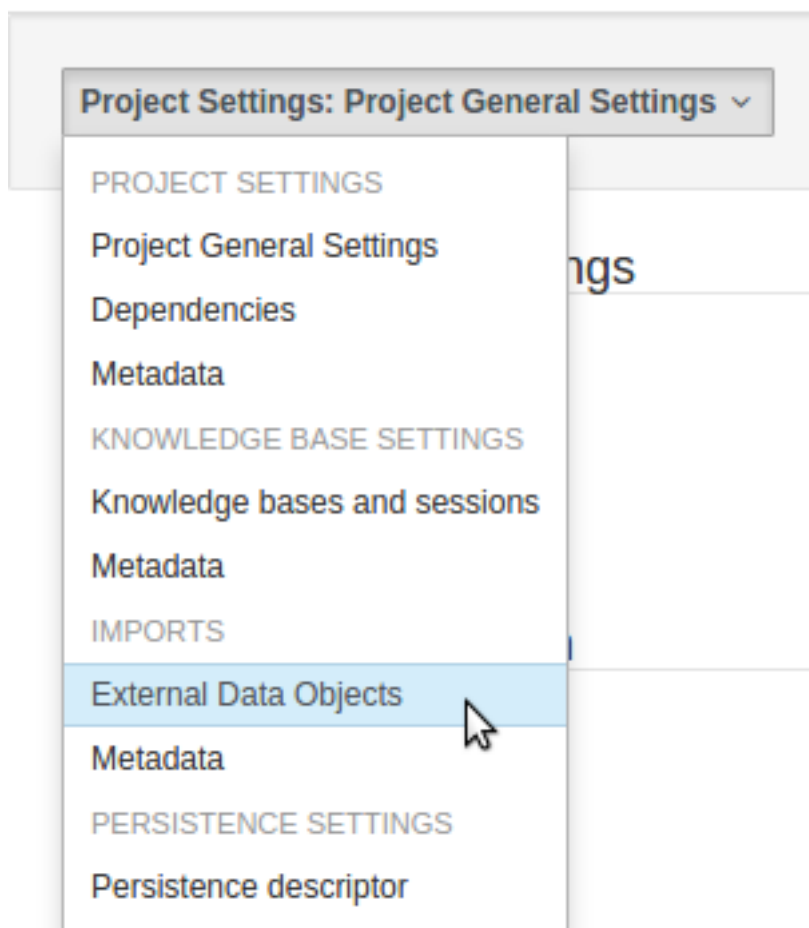 Project Settings: Project General Settings
PROJECT SETTINGS
Project General Settings
ngs
Dependencies
Metadata
KNOWLEDGE BASE SETTINGS
Knowledge bases and sessions
Metadata
IMPORTS
External Data Objects
Metadata
PERSISTENCE SETTINGS
Persistence descriptor